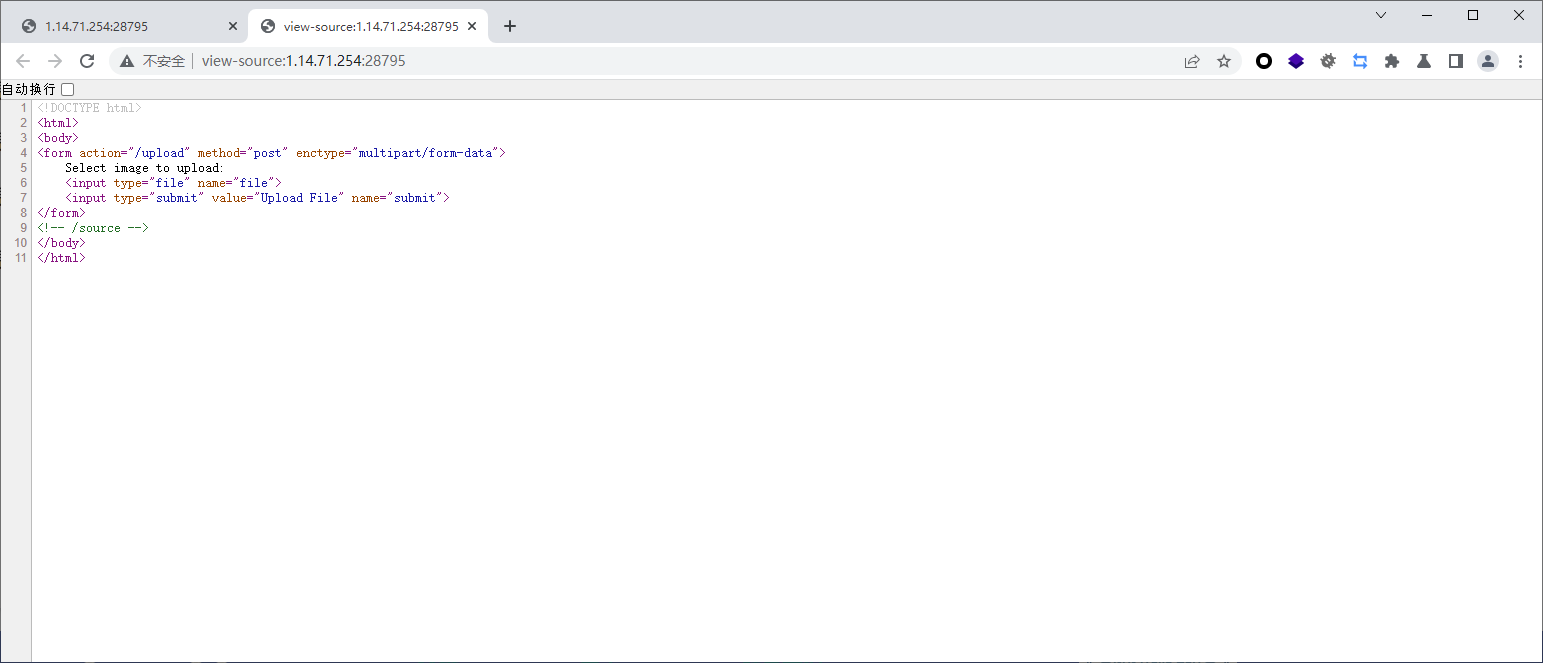 1.14.71.254:28795
view-source:1.14.71.254:28795
不安全
view-source:1.14.71.254:28795
自动换行
1 <!DOCTYPE html>
2 <html>
3 <body>
4 <form action="/upload" method="post" enctype="multipart/form-data">
5 Select image to upload:
6 <input type="file" name="file">
7 <input type="submit" value="Upload File" name="submit">
8 </form>
9 <!-- /source -->
10 </body>
11 </html>